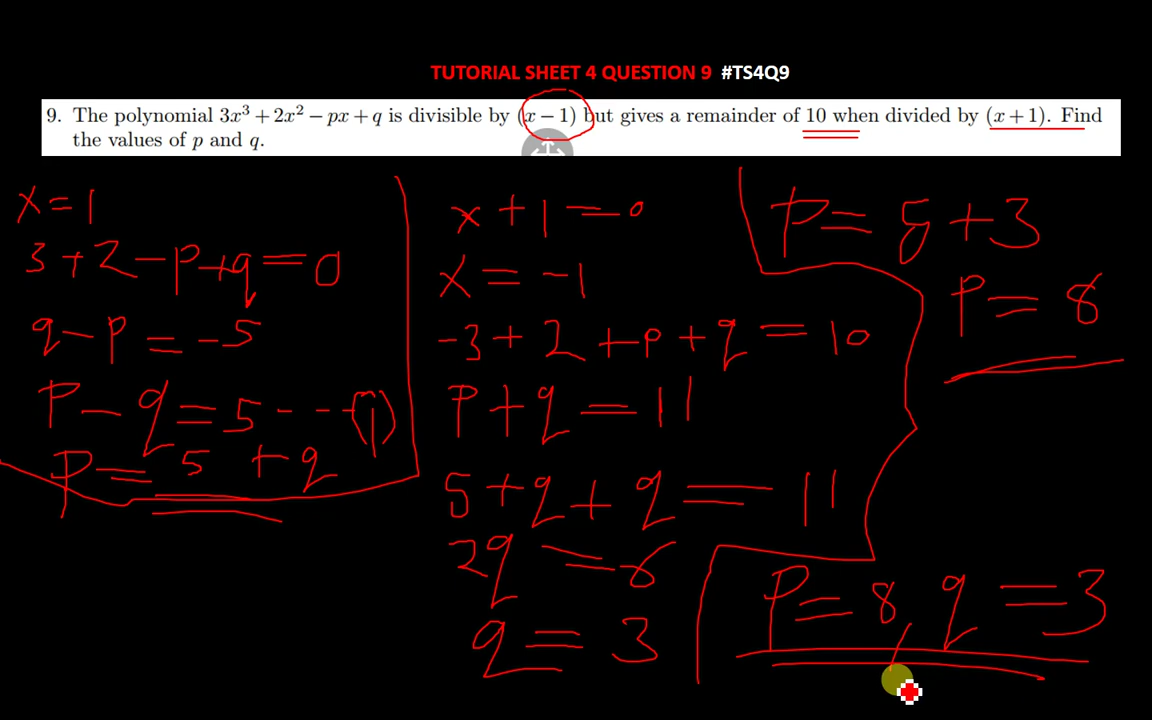 TUTORIAL SHEET 4 QUESTION 9 #TS4Q9
9. The polynomial 3x³ + 2x² − px + q is divisible by (x − 1) but gives a remainder of 10 when divided by (x + 1). Find
the values of p and q.
x = 1
3 + 2 − p + q = 0
q − p = −5
p − q = 5 - - - (1)
p = 5 + q
x + 1 = 0
x = −1
−3 + 2 + p + q = 10
p + q = 11
5 + q + q = 11
2q = 6
q = 3
p = 5 + 3
p = 8
p = 8, q = 3